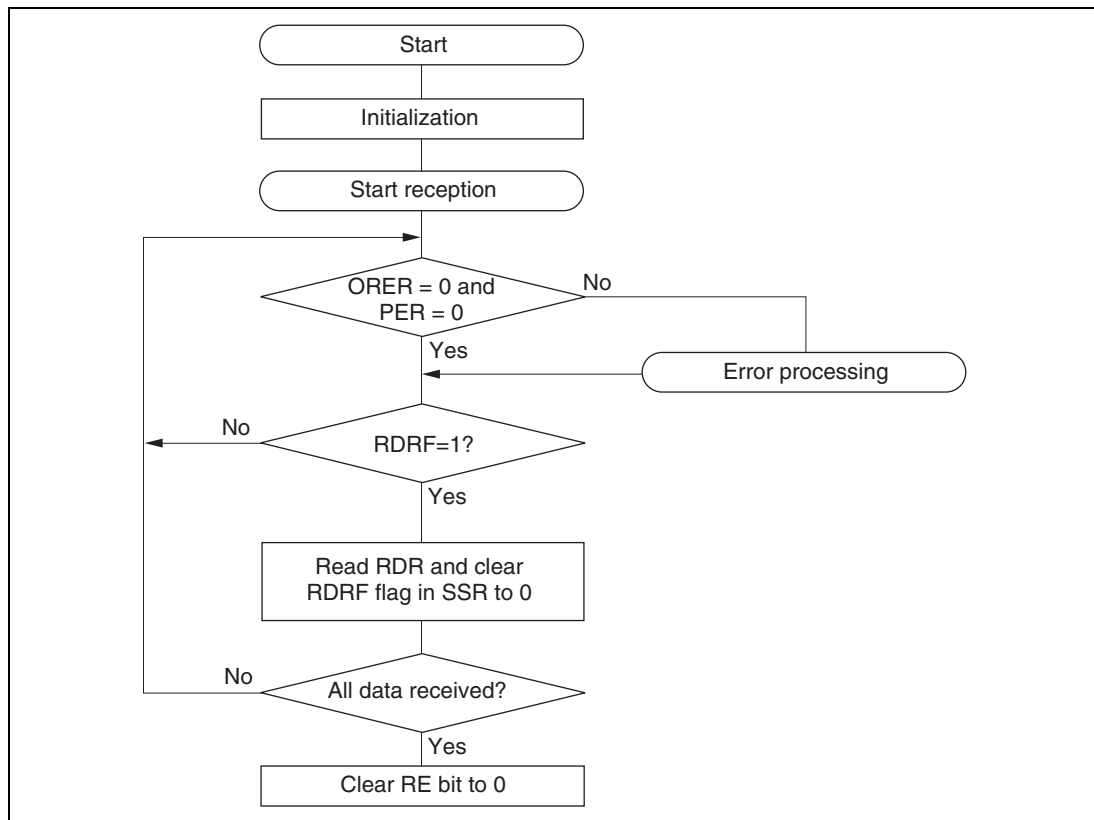 Start
Initialization
Start reception
ORER = 0 and
PER = 0
No
Yes
Error processing
No
RDRF=1?
Yes
Read RDR and clear
RDRF flag in SSR to 0
No
All data received?
Yes
Clear RE bit to 0